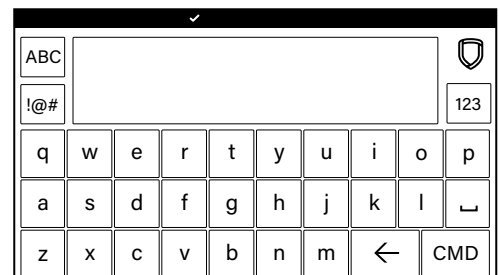 ABC
!@# 123
q w e r t y u i o p
a s d f g h j k l ⎵
z x c v b n m ← CMD